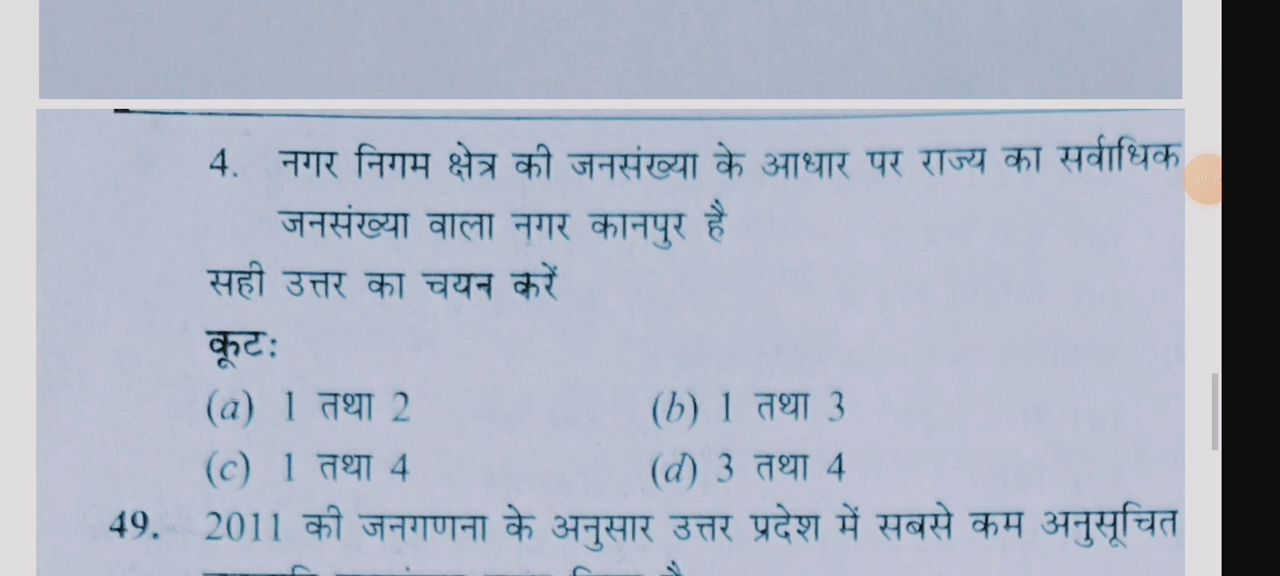 4. नगर निगम क्षेत्र की जनसंख्या के आधार पर राज्य का सर्वाधिक
जनसंख्या वाला नगर कानपुर है
सही उत्तर का चयन करें
कूट:
(a) 1 तथा 2 (b) 1 तथा 3
(c) 1 तथा 4 (d) 3 तथा 4
49. 2011 की जनगणना के अनुसार उत्तर प्रदेश में सबसे कम अनुसूचित